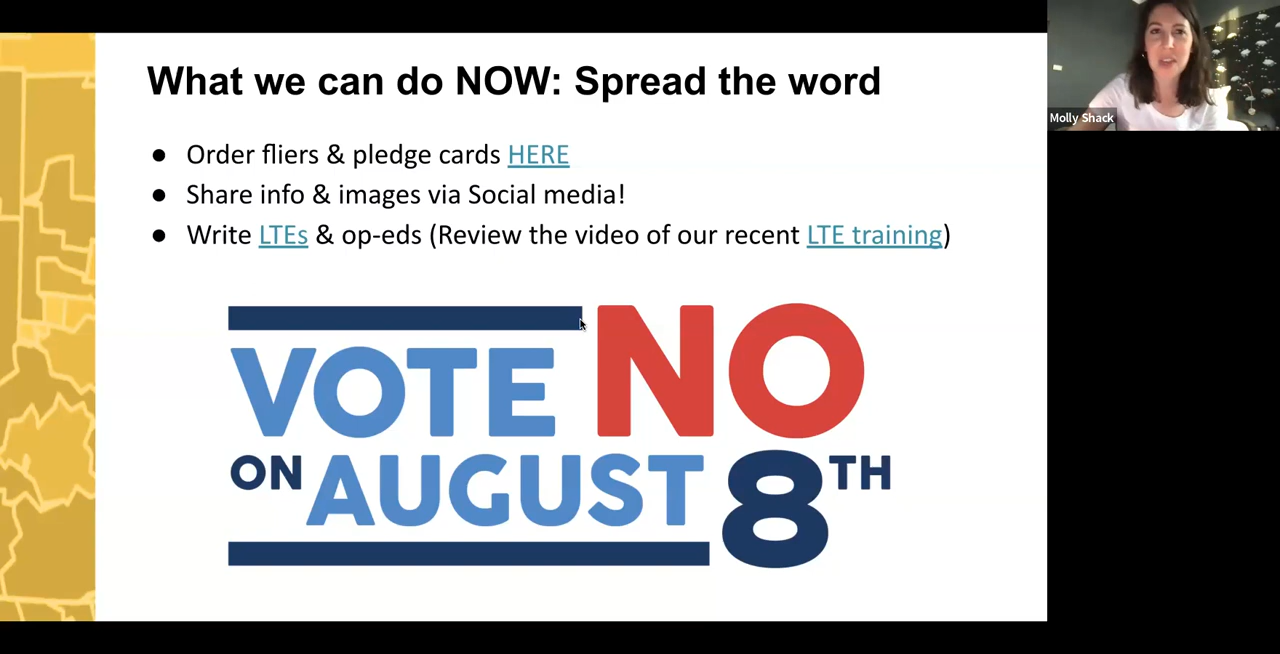 What we can do NOW: Spread the word
● Order fliers & pledge cards HERE
● Share info & images via Social media!
● Write LTEs & op-eds (Review the video of our recent LTE training)
VOTE NO
ON AUGUST 8TH
Molly Shack